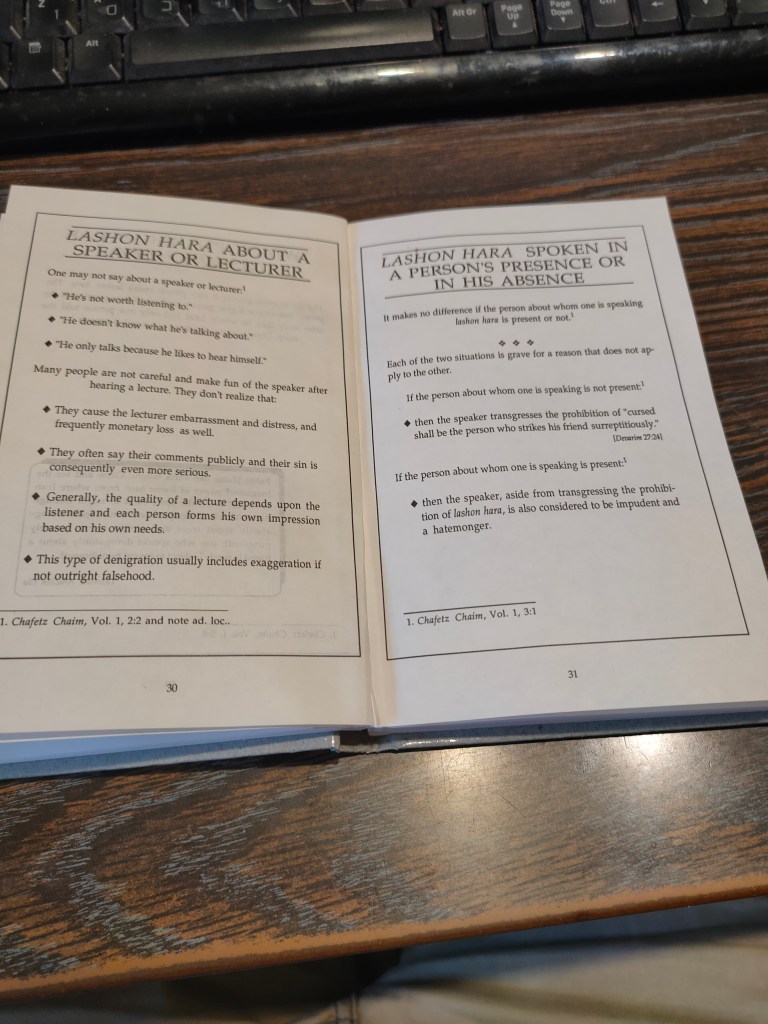 Alt
Alt Gr
Page
Up
Page
Down
Ctrl
LASHON HARA ABOUT A
SPEAKER OR LECTURER
One may not say about a speaker or lecturer:1
◆ "He's not worth listening to."
◆ "He doesn't know what he's talking about."
◆ "He only talks because he likes to hear himself."
Many people are not careful and make fun of the speaker after
hearing a lecture. They don't realize that:
◆ They cause the lecturer embarrassment and distress, and
frequently monetary loss as well.
◆ They often say their comments publicly and their sin is
consequently even more serious.
◆ Generally, the quality of a lecture depends upon the
listener and each person forms his own impression
based on his own needs.
◆ This type of denigration usually includes exaggeration if
not outright falsehood.
1. Chafetz Chaim, Vol. 1, 2:2 and note ad. loc..
30
LASHON HARA SPOKEN IN
A PERSON'S PRESENCE OR
IN HIS ABSENCE
It makes no difference if the person about whom one is speaking
lashon hara is present or not.1
◆ ◆ ◆
Each of the two situations is grave for a reason that does not ap-
ply to the other.
If the person about whom one is speaking is not present:1
◆ then the speaker transgresses the prohibition of "cursed
shall be the person who strikes his friend surreptitiously."
[Devarim 27:24]
If the person about whom one is speaking is present:1
◆ then the speaker, aside from transgressing the prohibi-
tion of lashon hara, is also considered to be impudent and
a hatemonger.
1. Chafetz Chaim, Vol. 1, 3:1
31